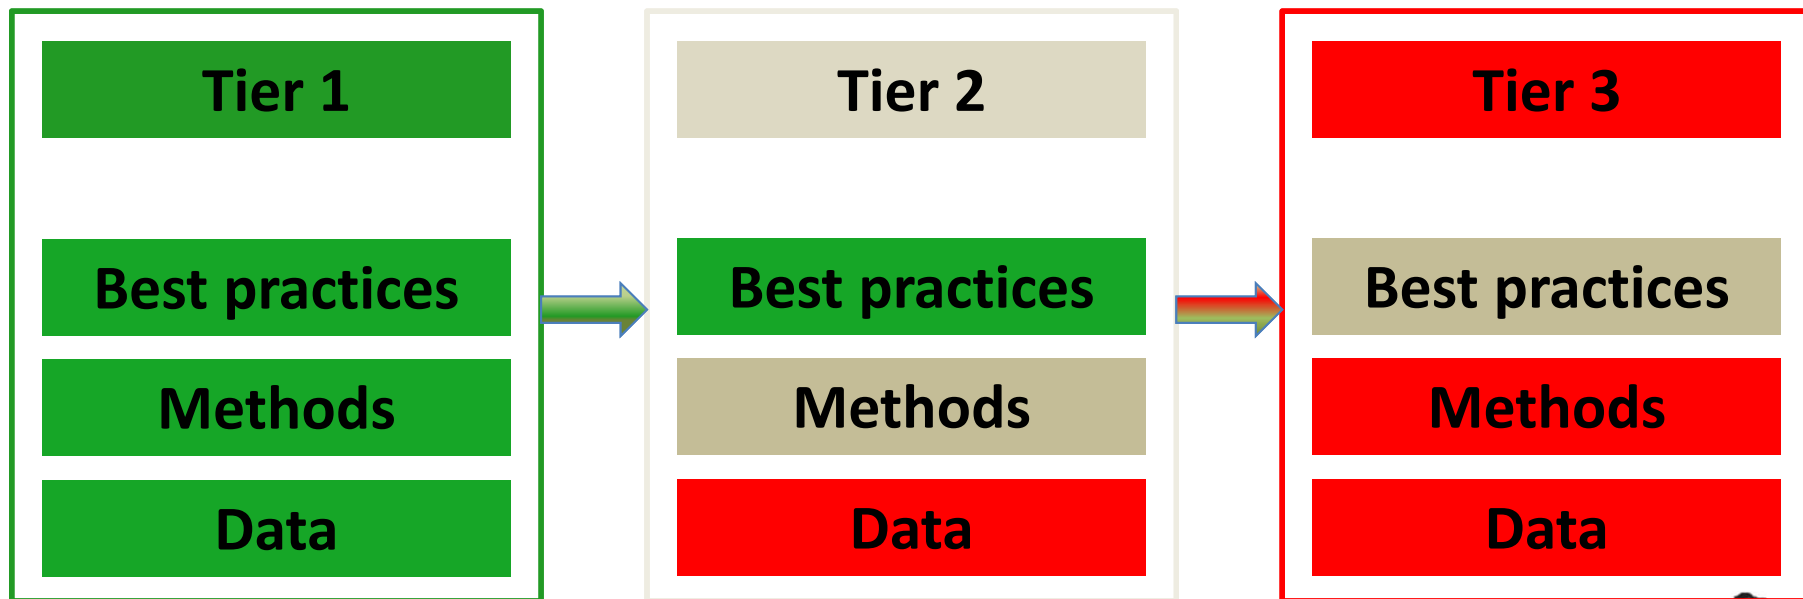 Tier 1
Best practices
Methods
Data
Tier 2
Best practices
Methods
Data
Tier 3
Best practices
Methods
Data